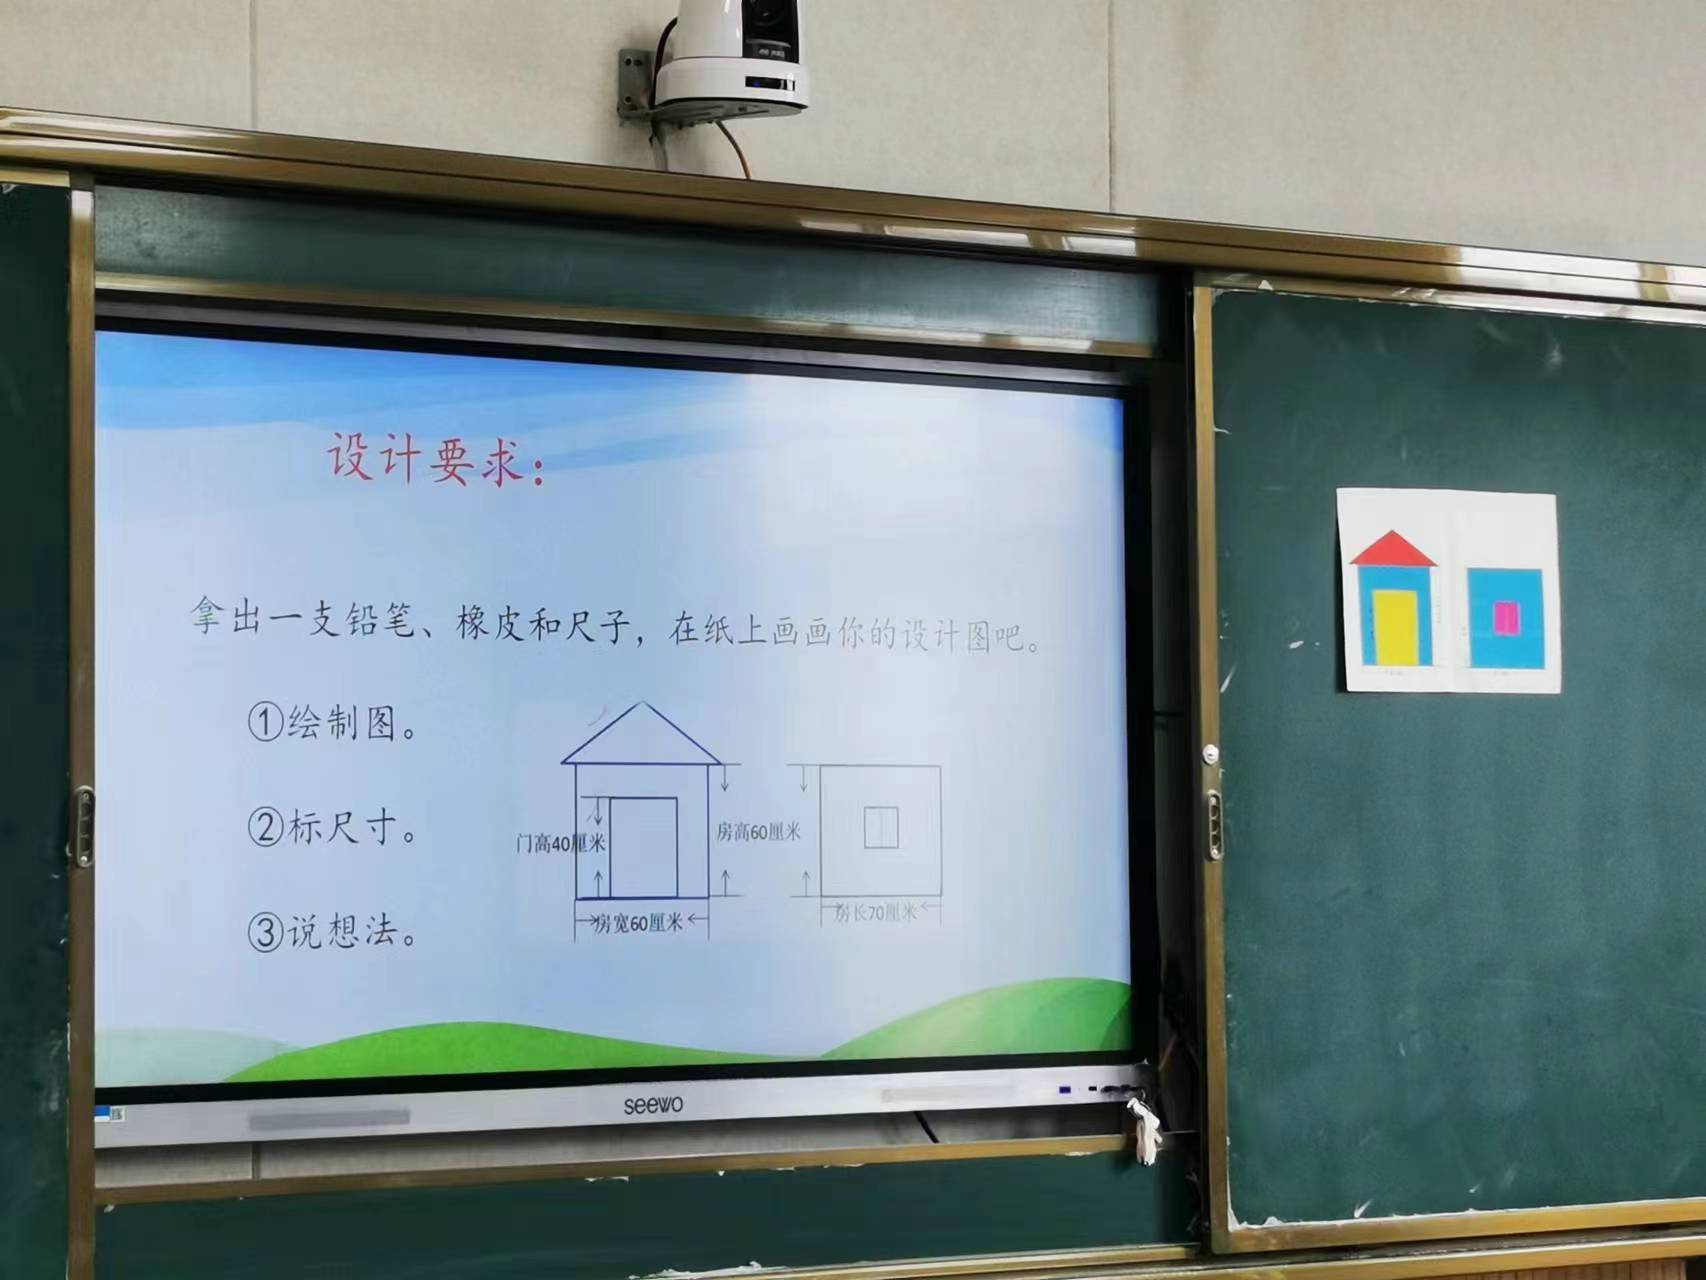 设计要求：
拿出一支铅笔、橡皮和尺子，在纸上画画你的设计图吧。
①绘制图。
②标尺寸。
③说想法。
门高40厘米
房高60厘米
房宽60厘米
房长70厘米
seewo